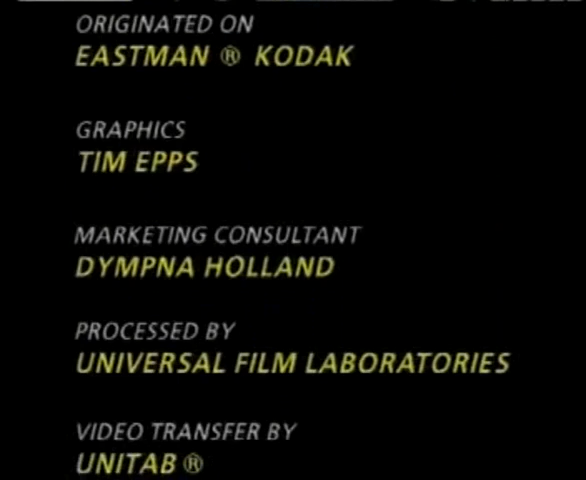 ORIGINATED ON
EASTMAN ® KODAK
GRAPHICS
TIM EPPS
MARKETING CONSULTANT
DYMPNA HOLLAND
PROCESSED BY
UNIVERSAL FILM LABORATORIES
VIDEO TRANSFER BY
UNITAB ®